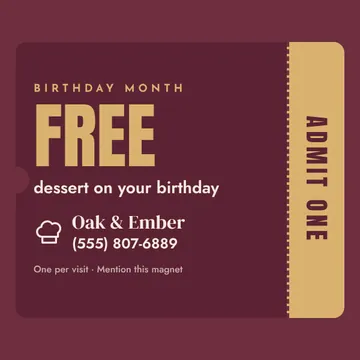 BIRTHDAY MONTH
FREE
dessert on your birthday
Oak & Ember
(555) 807-6889
One per visit · Mention this magnet
ADMIT ONE